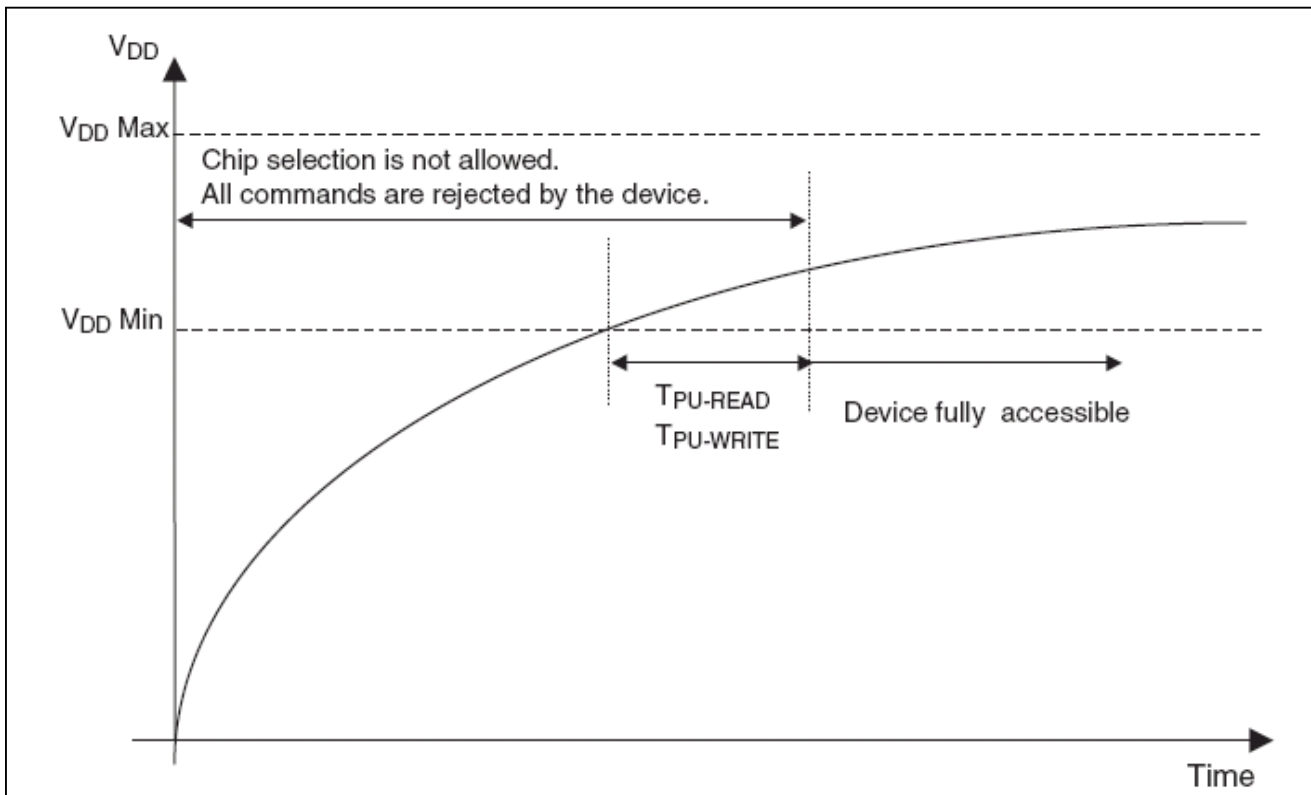 VDD
VDD Max
Chip selection is not allowed.
All commands are rejected by the device.
VDD Min
TPU-READ
TPU-WRITE
Device fully accessible
Time